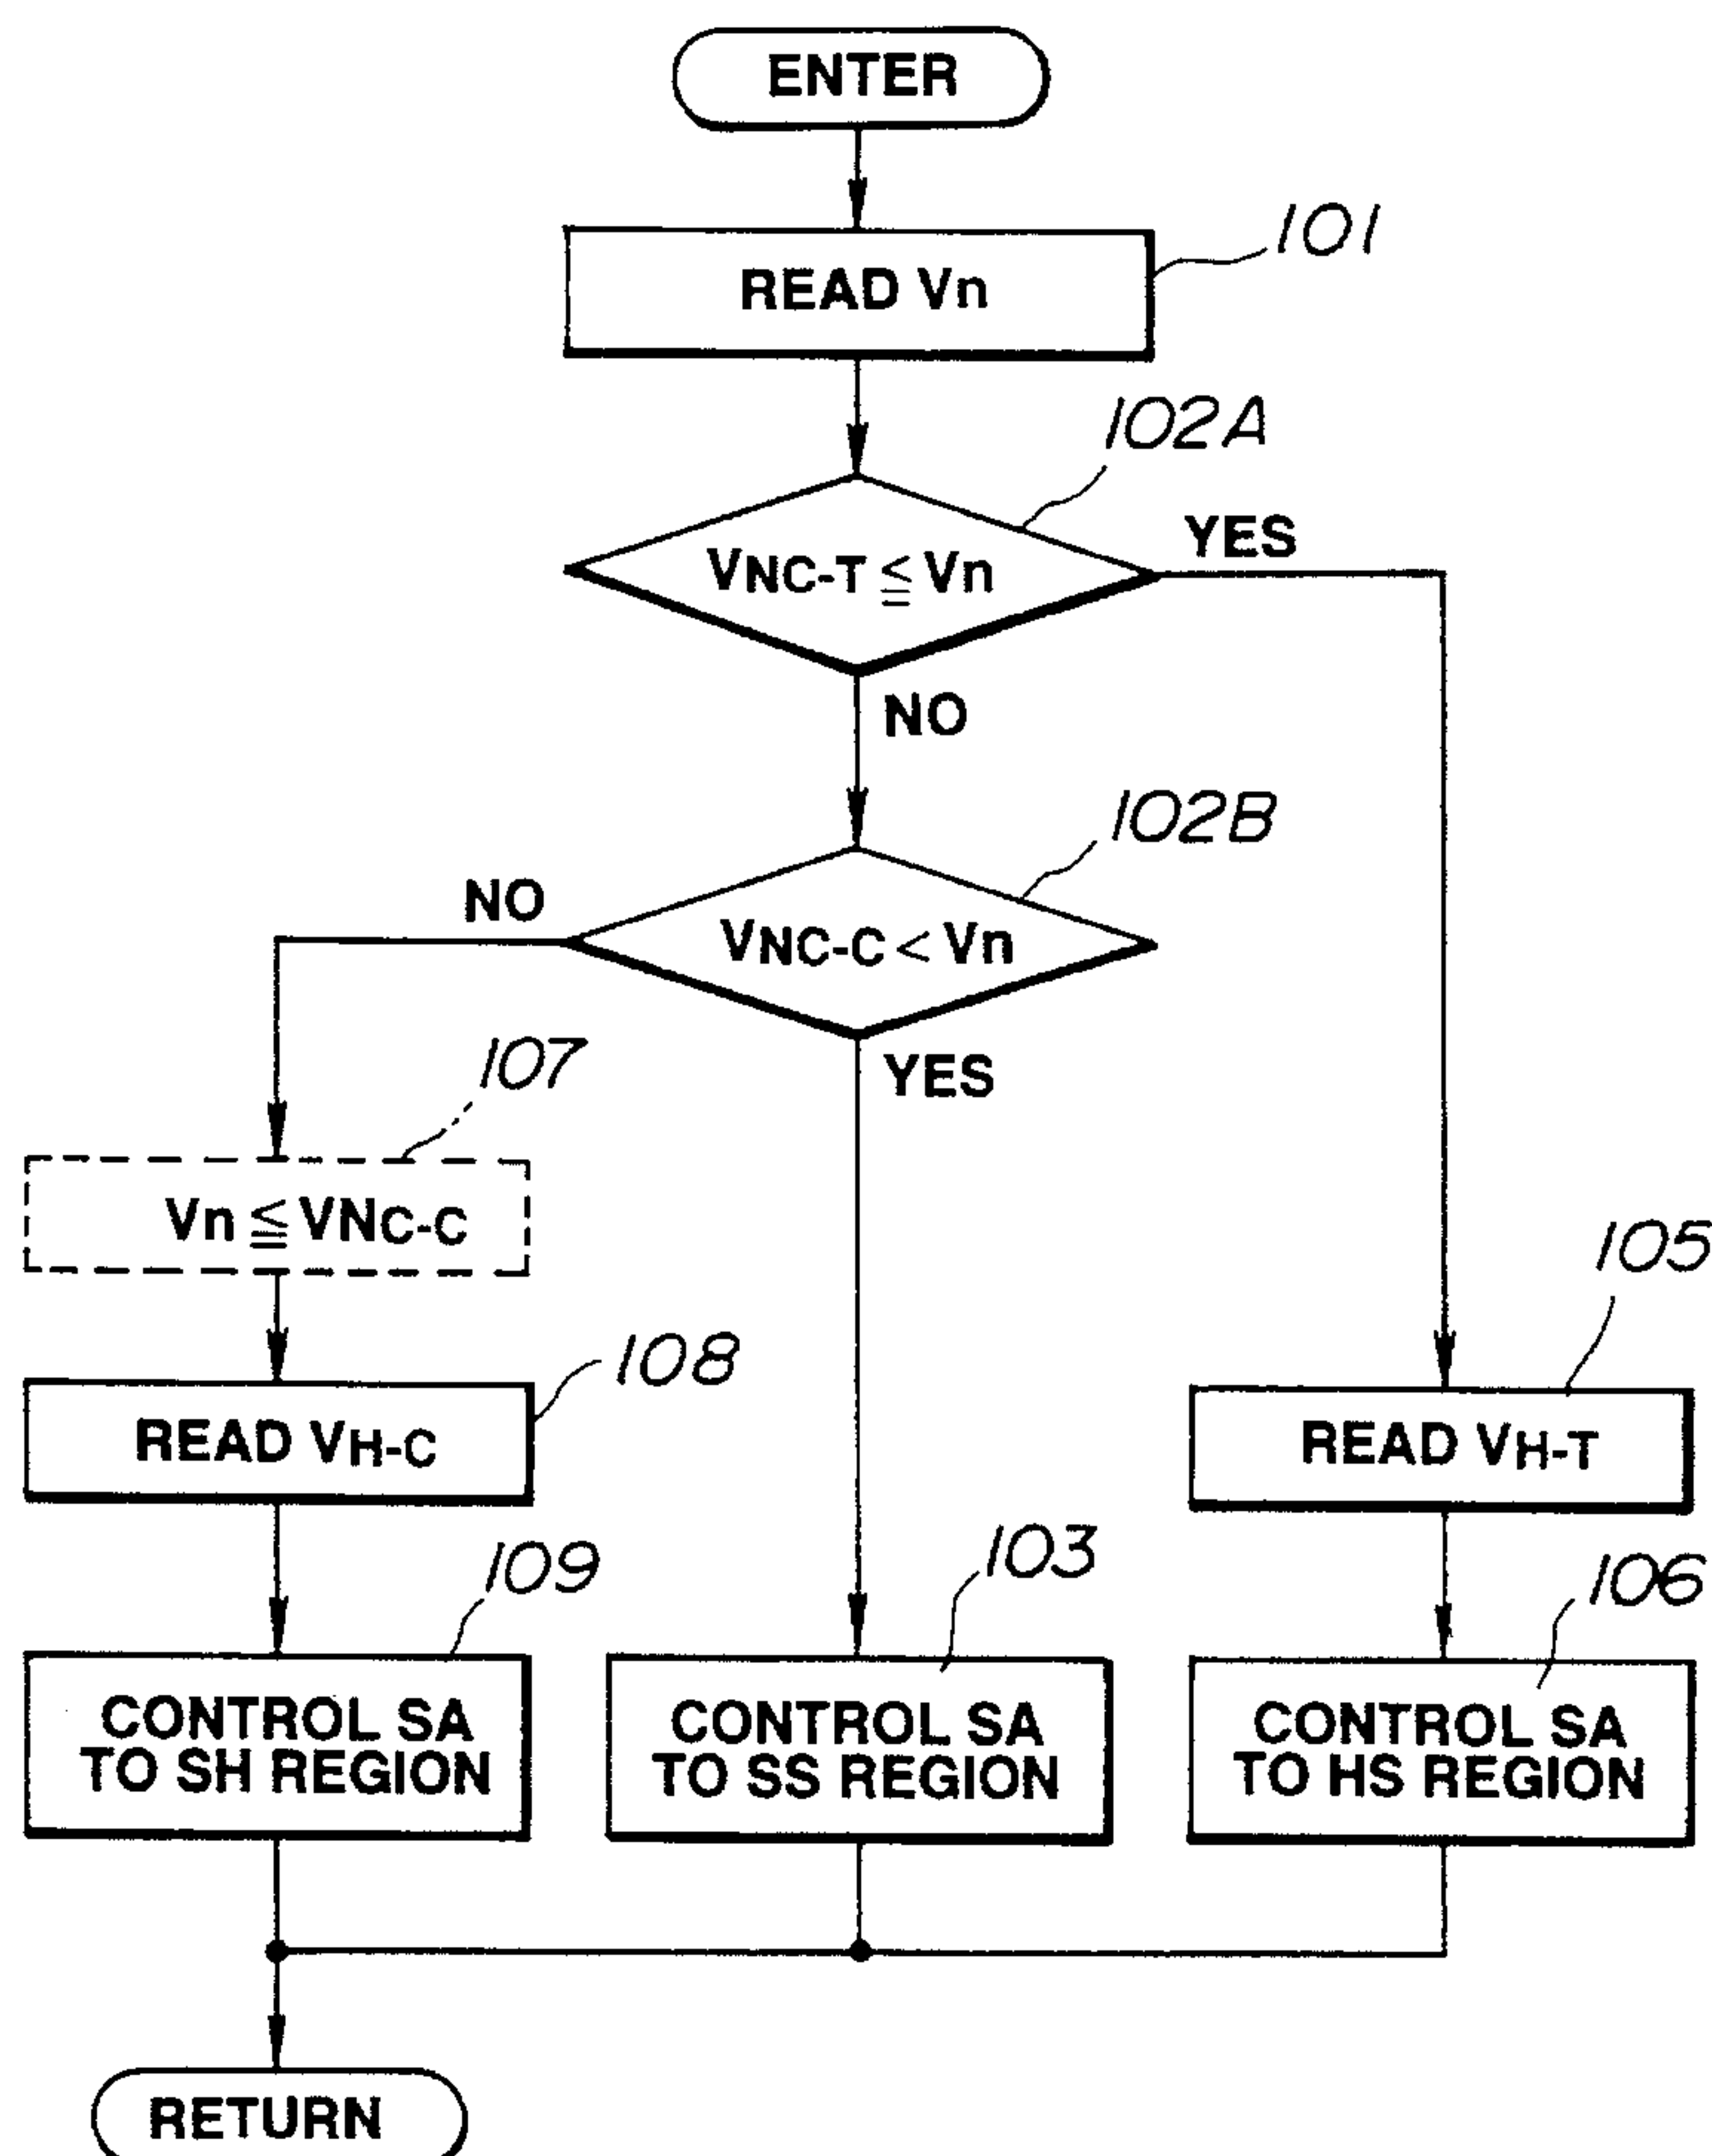 ENTER
101
READ Vn
102A
VNC-T ≦ Vn
YES
NO
102B
NO
VNC-C < Vn
YES
107
Vn ≦ VNC-C
105
108
READ VH-C
READ VH-T
109
103
106
CONTROL SA
TO SH REGION
CONTROL SA
TO SS REGION
CONTROL SA
TO HS REGION
RETURN